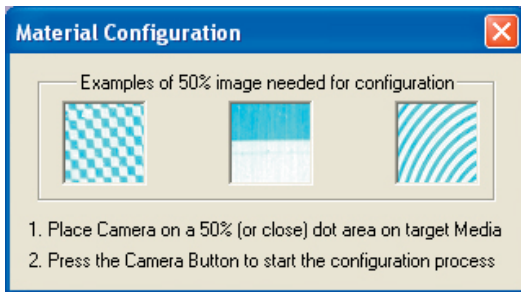 Material Configuration
Examples of 50% image needed for configuration
1. Place Camera on a 50% (or close) dot area on target Media
2. Press the Camera Button to start the configuration process